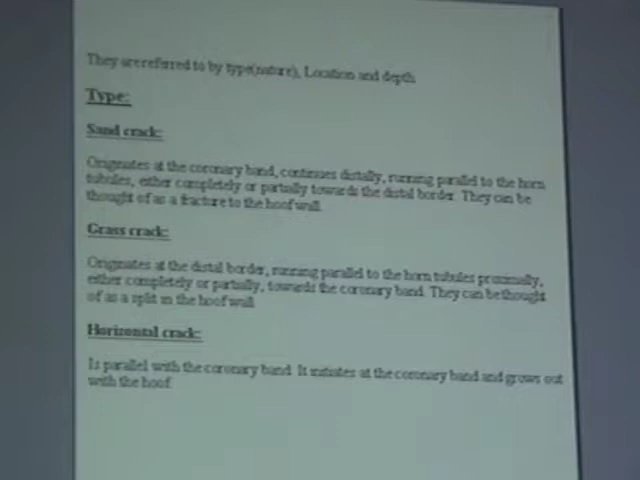 They are referred to by type(nature), Location and depth.
Type:
Sand crack:
Originates at the coronary band, continues distally, running parallel to the horn
tubules, either completely or partially towards the distal border. They can be
thought of as a fracture to the hoof wall.
Grass crack:
Originates at the distal border, running parallel to the horn tubules proximally,
either completely or partially, towards the coronary band. They can be thought
of as a split in the hoof wall.
Horizontal crack:
Is parallel with the coronary band. It initiates at the coronary band and grows out
with the hoof.